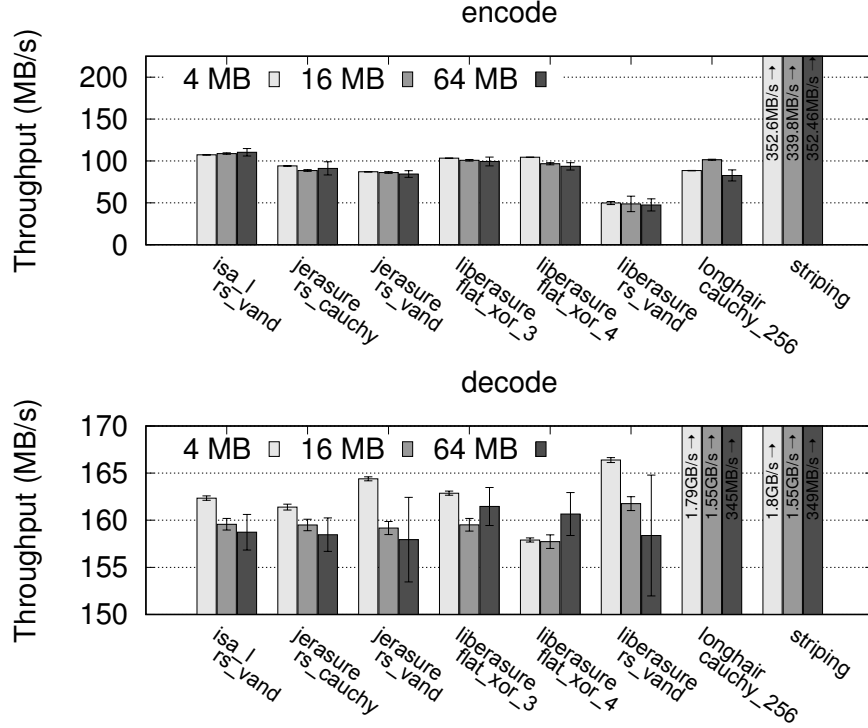 encode
Throughput (MB/s)
4 MB 16 MB 64 MB
200
150
100
50
0
352.6MB/s →
339.8MB/s →
352.46MB/s →
isa_l
rs_vand
jerasure
rs_cauchy
jerasure
rs_vand
liberasure
flat_xor_3
liberasure
flat_xor_4
liberasure
rs_vand
longhair
cauchy_256
striping
decode
Throughput (MB/s)
4 MB 16 MB 64 MB
170
165
160
155
150
1.79GB/s →
1.55GB/s →
345MB/s →
1.8GB/s →
1.55GB/s →
349MB/s →
isa_l
rs_vand
jerasure
rs_cauchy
jerasure
rs_vand
liberasure
flat_xor_3
liberasure
flat_xor_4
liberasure
rs_vand
longhair
cauchy_256
striping